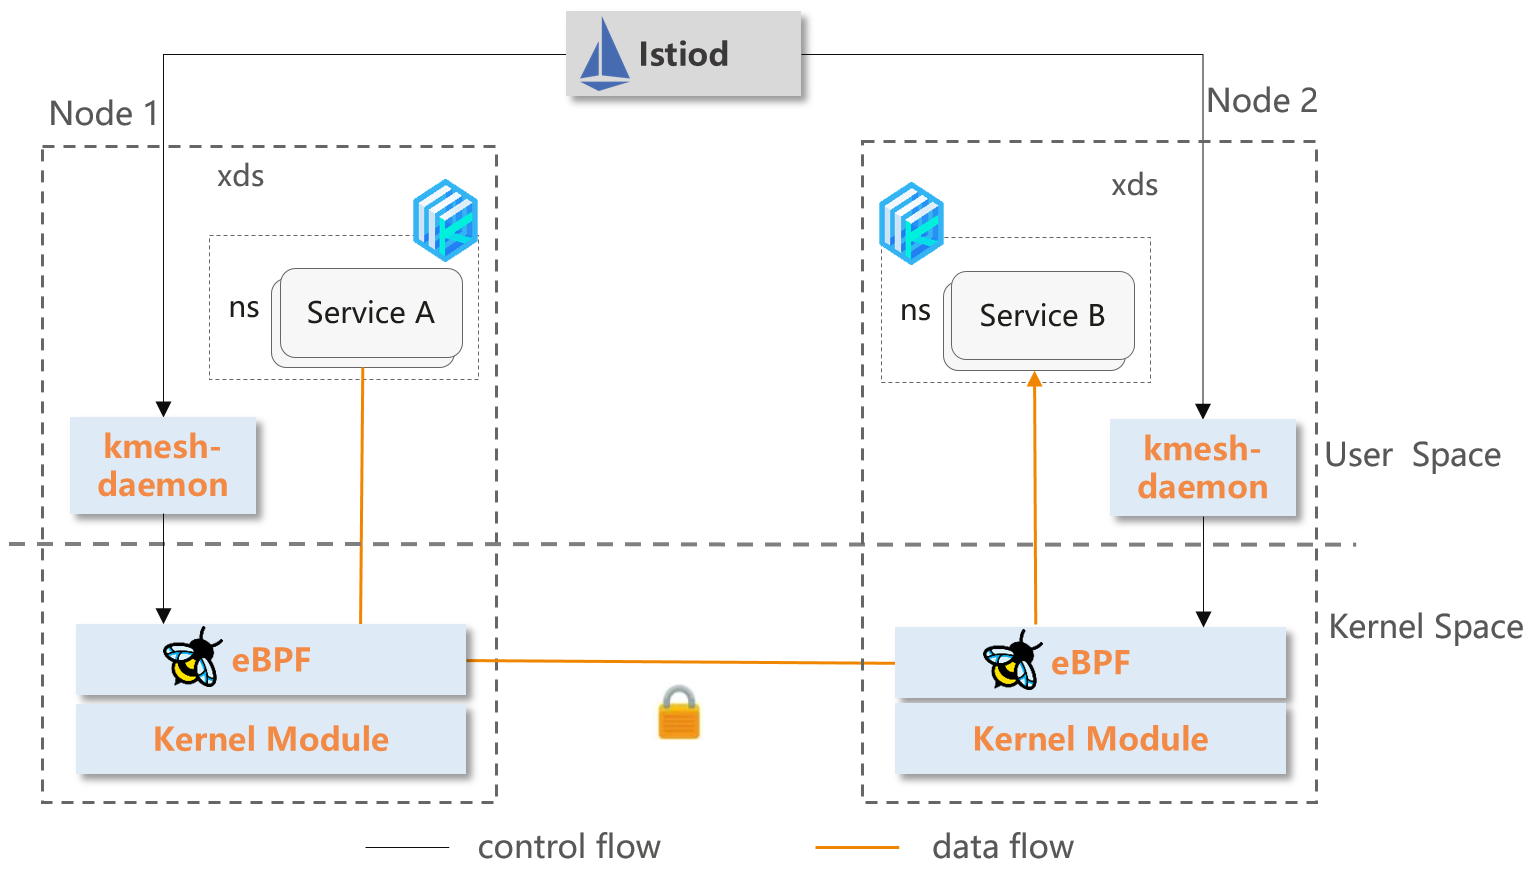 Istiod
Node 1
Node 2
xds
xds
ns
Service A
ns
Service B
kmesh-
daemon
kmesh-
daemon
User Space
Kernel Space
eBPF
eBPF
Kernel Module
Kernel Module
control flow
data flow